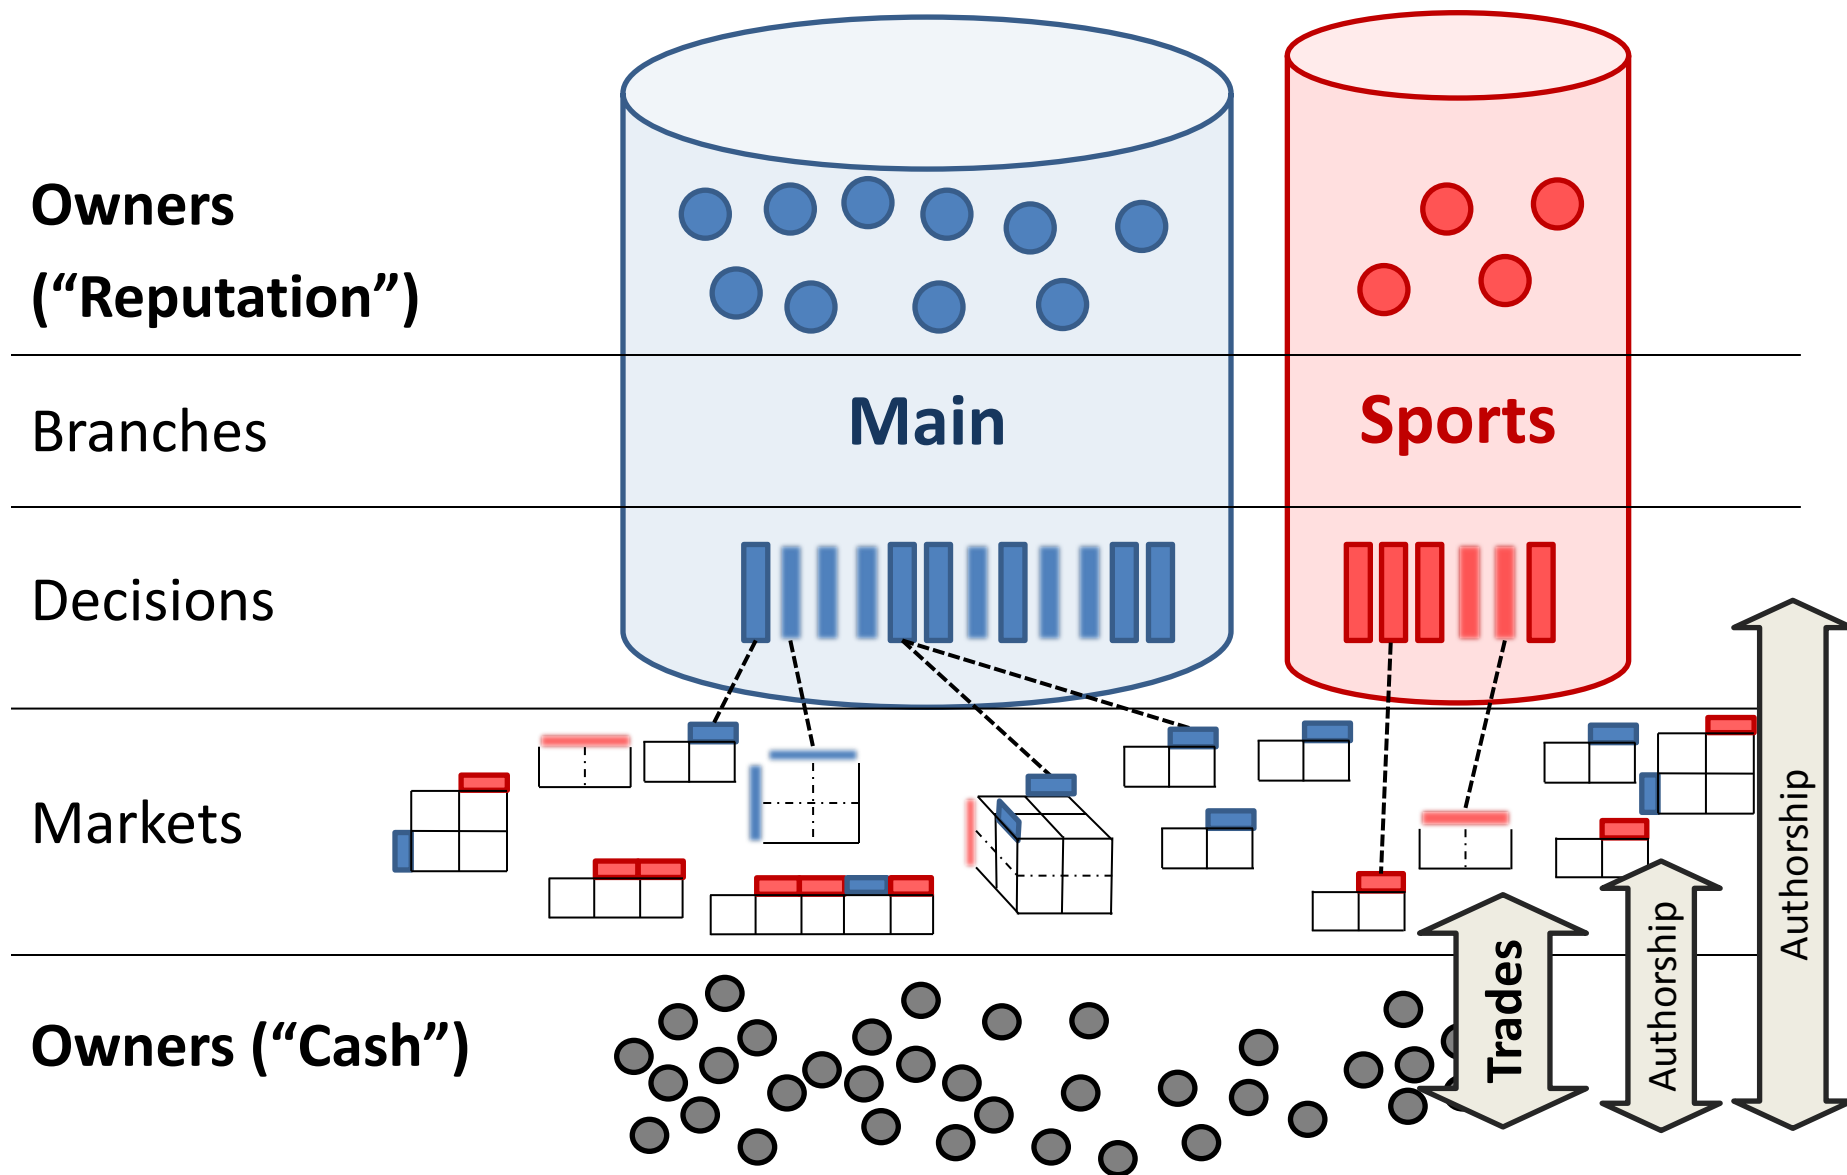 Owners
(“Reputation”)
Branches
Main
Sports
Decisions
Markets
Owners (“Cash”)
Trades
Authorship
Authorship